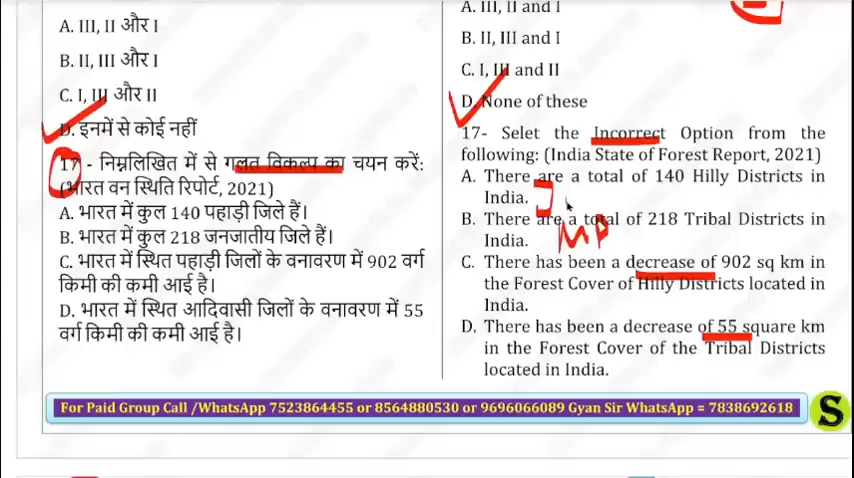 A. III, II और I
B. II, III और I
C. I, III और II
D. इनमें से कोई नहीं
17 - निम्नलिखित में से गलत विकल्प का चयन करें:
(भारत वन स्थिति रिपोर्ट, 2021)
A. भारत में कुल 140 पहाड़ी जिले हैं।
B. भारत में कुल 218 जनजातीय जिले हैं।
C. भारत में स्थित पहाड़ी जिलों के वनावरण में 902 वर्ग
किमी की कमी आई है।
D. भारत में स्थित आदिवासी जिलों के वनावरण में 55
वर्ग किमी की कमी आई है।
A. III, II and I
B. II, III and I
C. I, III and II
D. None of these
17- Selet the Incorrect Option from the
following: (India State of Forest Report, 2021)
A. There are a total of 140 Hilly Districts in
India.
B. There are a total of 218 Tribal Districts in
India.
C. There has been a decrease of 902 sq km in
the Forest Cover of Hilly Districts located in
India.
D. There has been a decrease of 55 square km
in the Forest Cover of the Tribal Districts
located in India.
IMP
For Paid Group Call /WhatsApp 7523864455 or 8564880530 or 9696066089 Gyan Sir WhatsApp = 7838692618
S